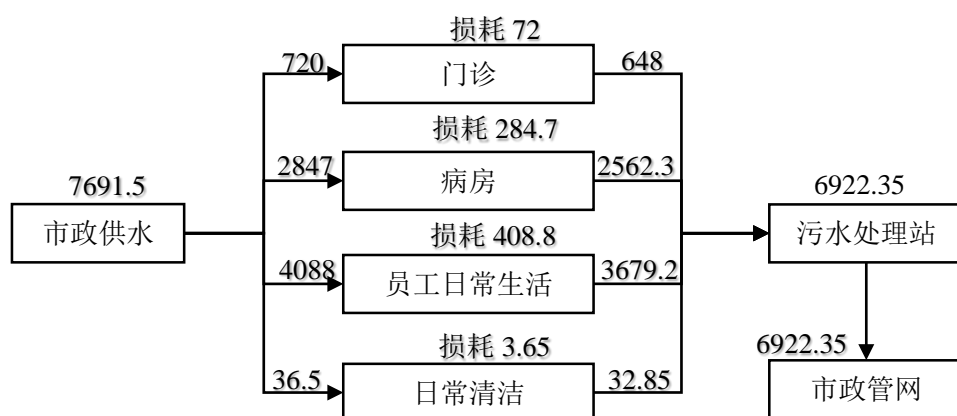 损耗 72
720
门诊
648
损耗 284.7
2847
病房
2562.3
7691.5
市政供水
6922.35
污水处理站
损耗 408.8
4088
员工日常生活
3679.2
损耗 3.65
36.5
日常清洁
32.85
6922.35
市政管网